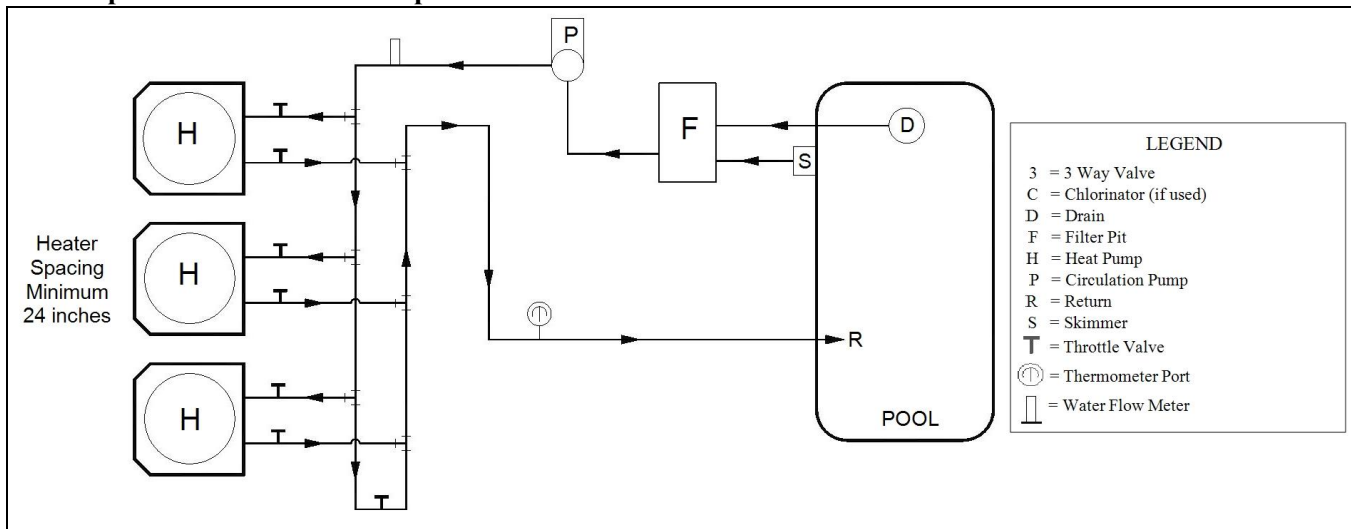 P
H
F
D
S
H
Heater
Spacing
Minimum
24 inches
R
H
POOL
LEGEND
3 = 3 Way Valve
C = Chlorinator (if used)
D = Drain
F = Filter Pit
H = Heat Pump
P = Circulation Pump
R = Return
S = Skimmer
T = Throttle Valve
= Thermometer Port
= Water Flow Meter